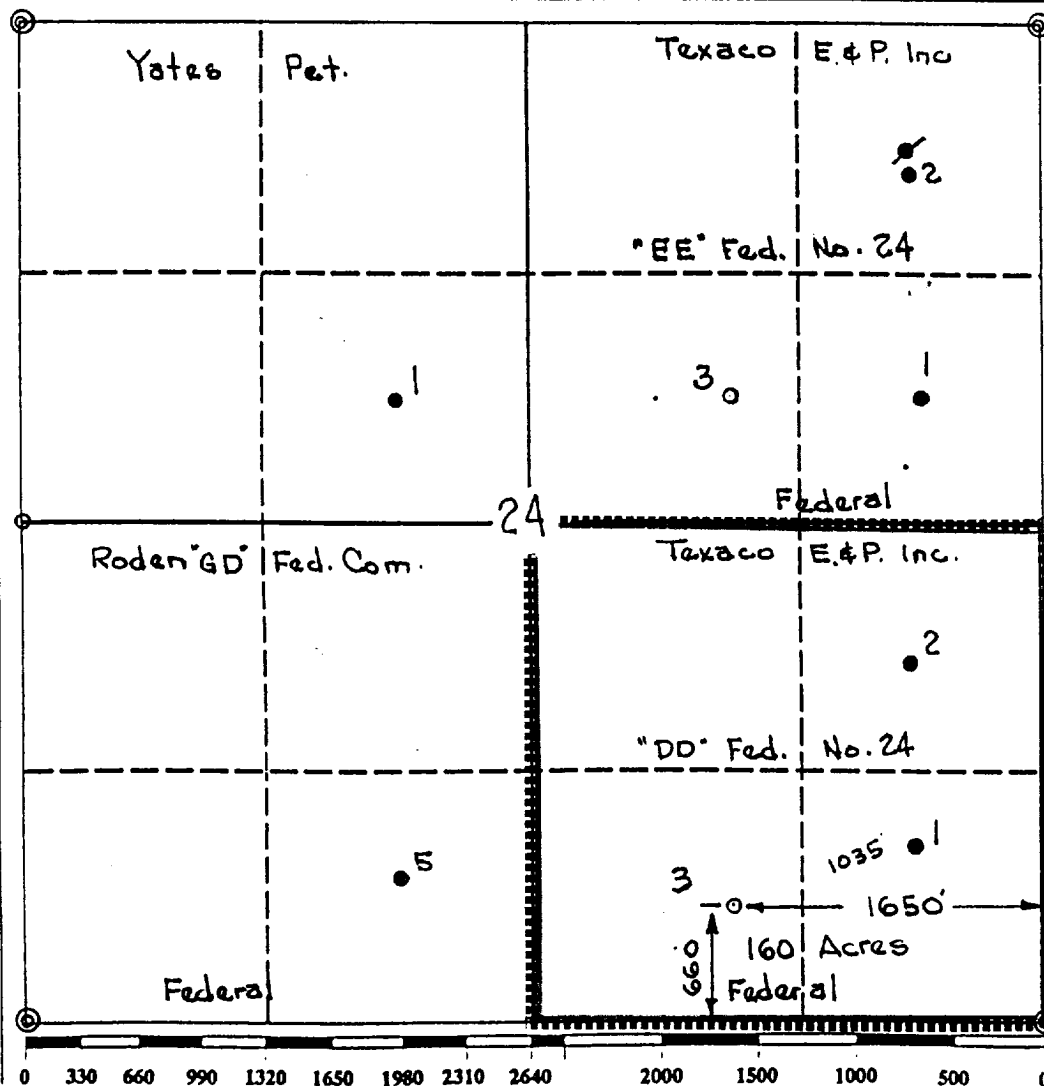 Yates Pet.
Texaco E.&P. Inc
2
"EE" Fed. No. 24
1
3
1
Federal
24
Roden "GD" Fed. Com.
Texaco E.&P. Inc.
2
"DD" Fed. No. 24
1
1035'
5
3
1650'
660
160 Acres
Federal
Federal
0 330 660 990 1320 1650 1980 2310 2640 2000 1500 1000 500 0